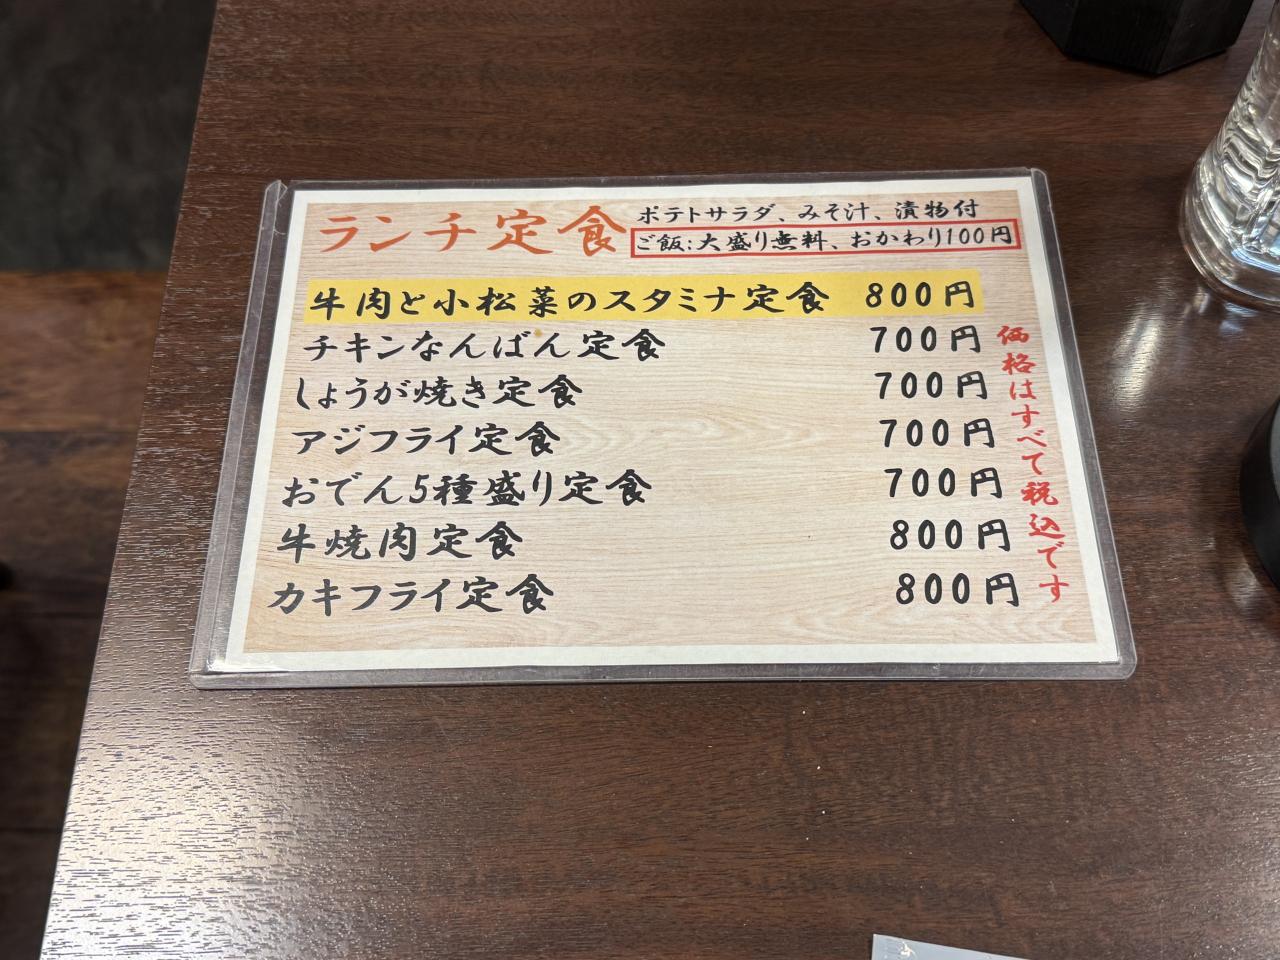 ランチ定食
ポテトサラダ、みそ汁、漬物付
ご飯:大盛り無料、おかわり100円
牛肉と小松菜のスタミナ定食 800円
チキンなんばん定食 700円
しょうが焼き定食 700円
アジフライ定食 700円
おでん5種盛り定食 700円
牛焼肉定食 800円
カキフライ定食 800円
価格はすべて税込です